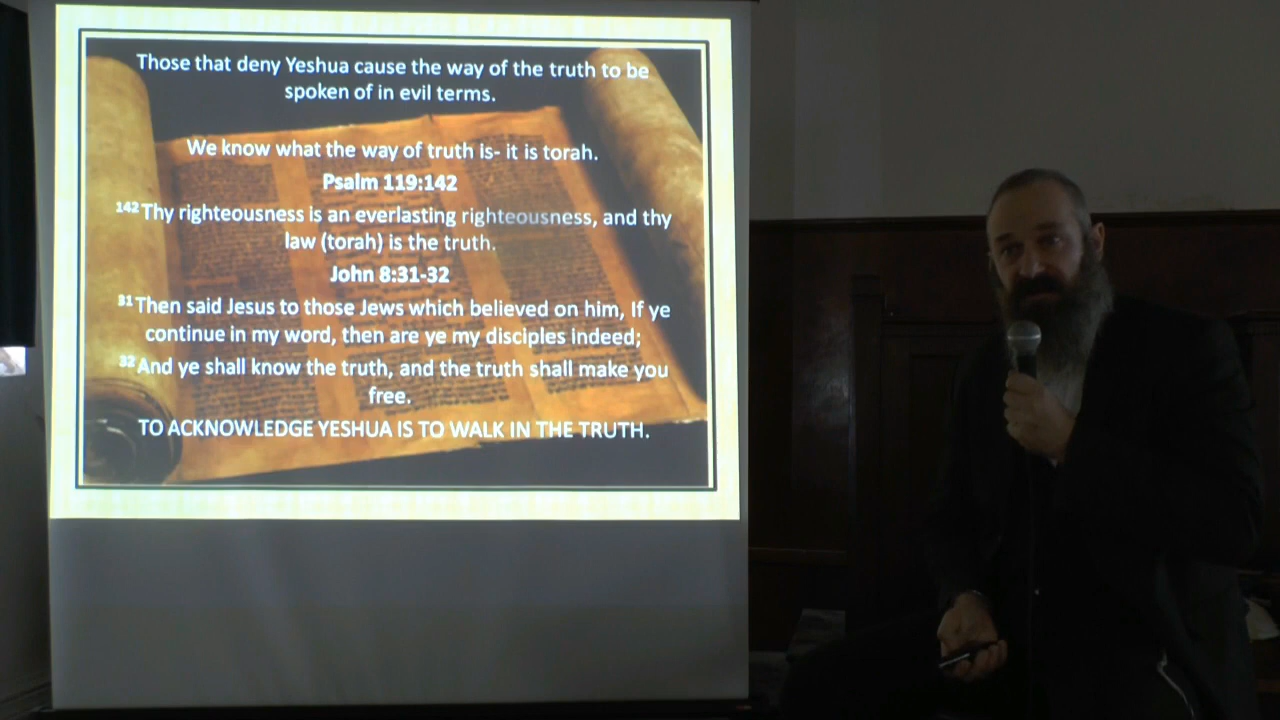 Those that deny Yeshua cause the way of the truth to be
spoken of in evil terms.
We know what the way of truth is- it is torah.
Psalm 119:142
142 Thy righteousness is an everlasting righteousness, and thy
law (torah) is the truth.
John 8:31-32
31 Then said Jesus to those Jews which believed on him, If ye
continue in my word, then are ye my disciples indeed;
32 And ye shall know the truth, and the truth shall make you
free.
TO ACKNOWLEDGE YESHUA IS TO WALK IN THE TRUTH.